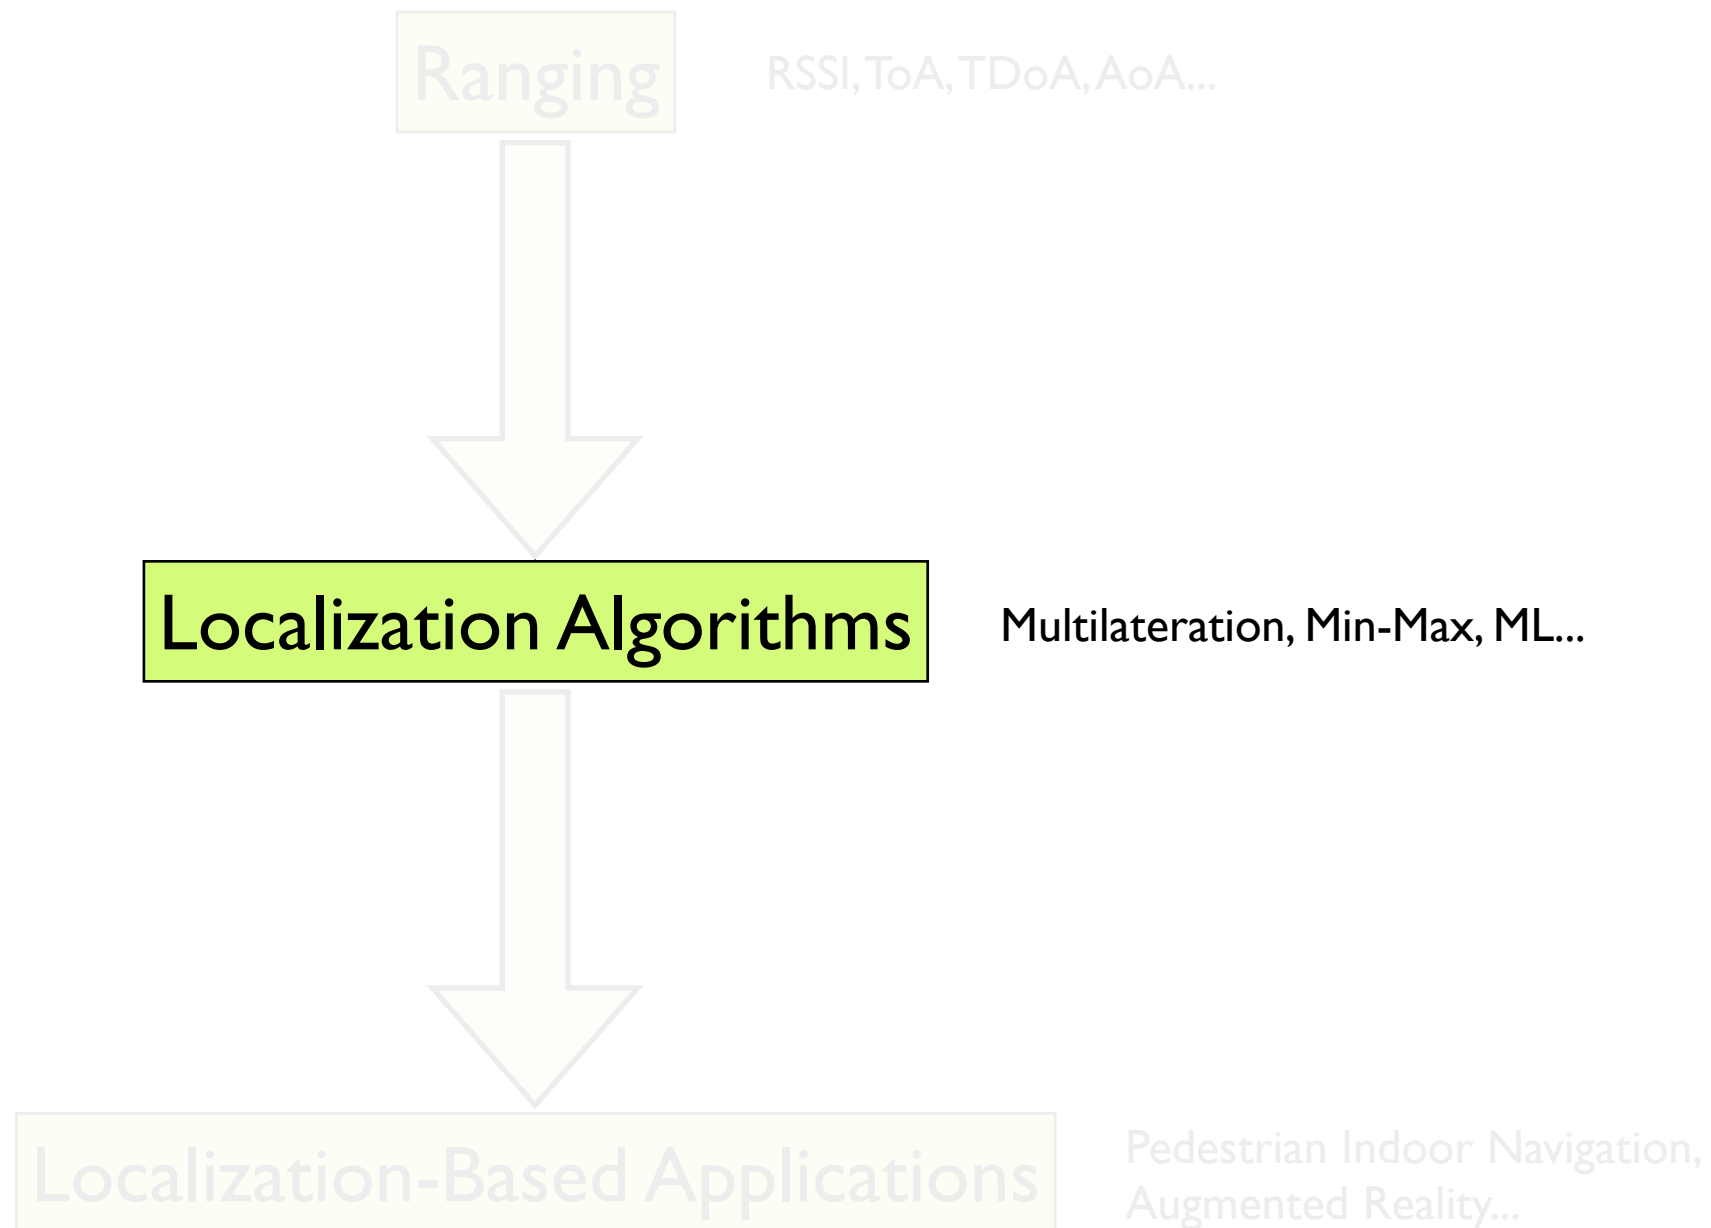 Ranging
RSSI, ToA, TDoA, AoA...
Localization Algorithms
Multilateration, Min-Max, ML...
Localization-Based Applications
Pedestrian Indoor Navigation,
Augmented Reality...